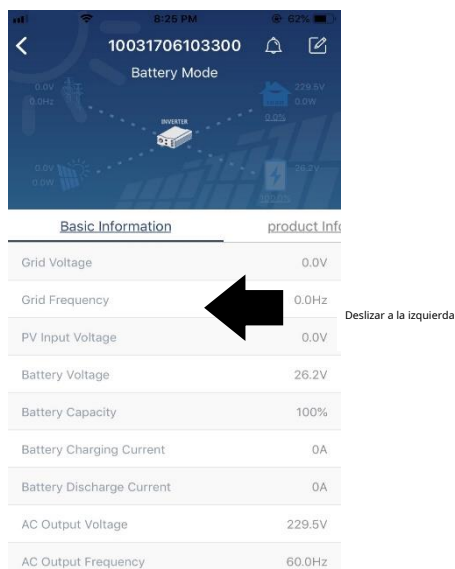 8:25 PM
62%
10031706103300
Battery Mode
0.0V
0.0Hz
229.5V
0.0W
0.0%
INVERTER
0.0V
0.0W
26.2V
100.0%
Basic Information
product Info
Grid Voltage 0.0V
Grid Frequency 0.0Hz
Deslizar a la izquierda
PV Input Voltage 0.0V
Battery Voltage 26.2V
Battery Capacity 100%
Battery Charging Current 0A
Battery Discharge Current 0A
AC Output Voltage 229.5V
AC Output Frequency 60.0Hz